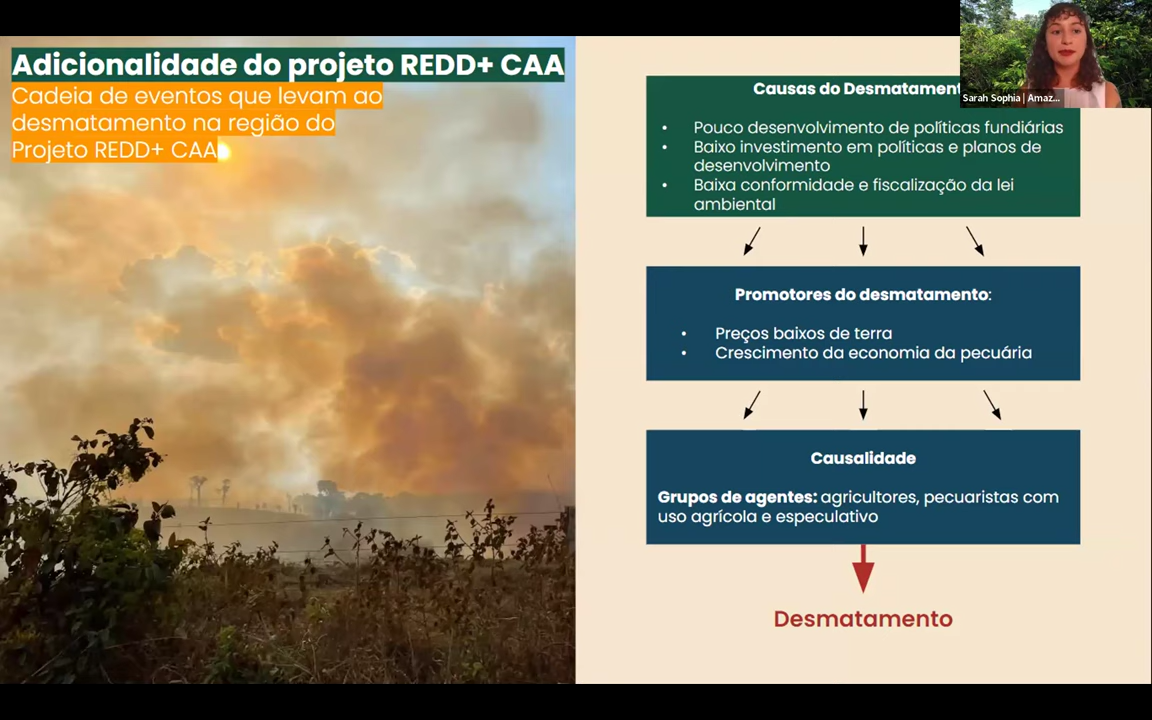 Adicionalidade do projeto REDD+ CAA
Cadeia de eventos que levam ao
desmatamento na região do
Projeto REDD+ CAA
Causas do Desmatament
• Pouco desenvolvimento de políticas fundiárias
• Baixo investimento em políticas e planos de
desenvolvimento
• Baixa conformidade e fiscalização da lei
ambiental
Promotores do desmatamento:
• Preços baixos de terra
• Crescimento da economia da pecuária
Causalidade
Grupos de agentes: agricultores, pecuaristas com
uso agrícola e especulativo
Desmatamento
Sarah Sophia | Amaz...